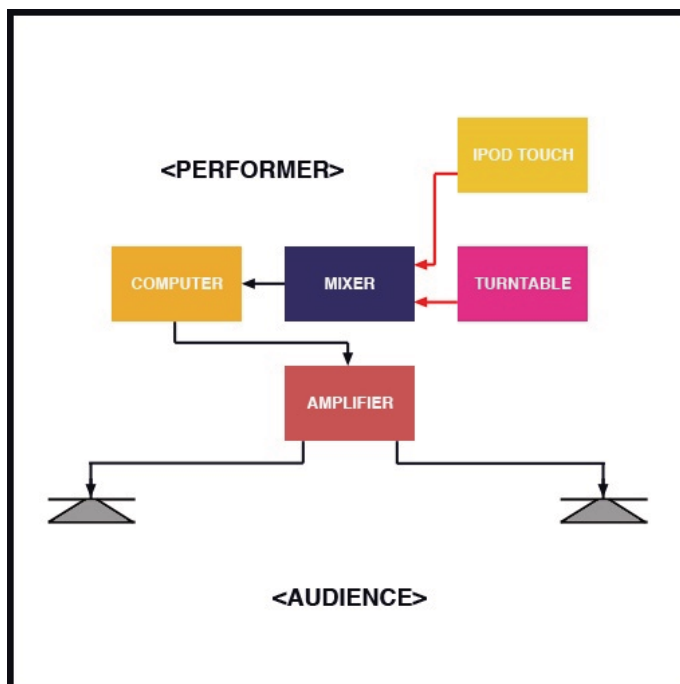 IPOD TOUCH
<PERFORMER>
COMPUTER
MIXER
TURNTABLE
AMPLIFIER
<AUDIENCE>